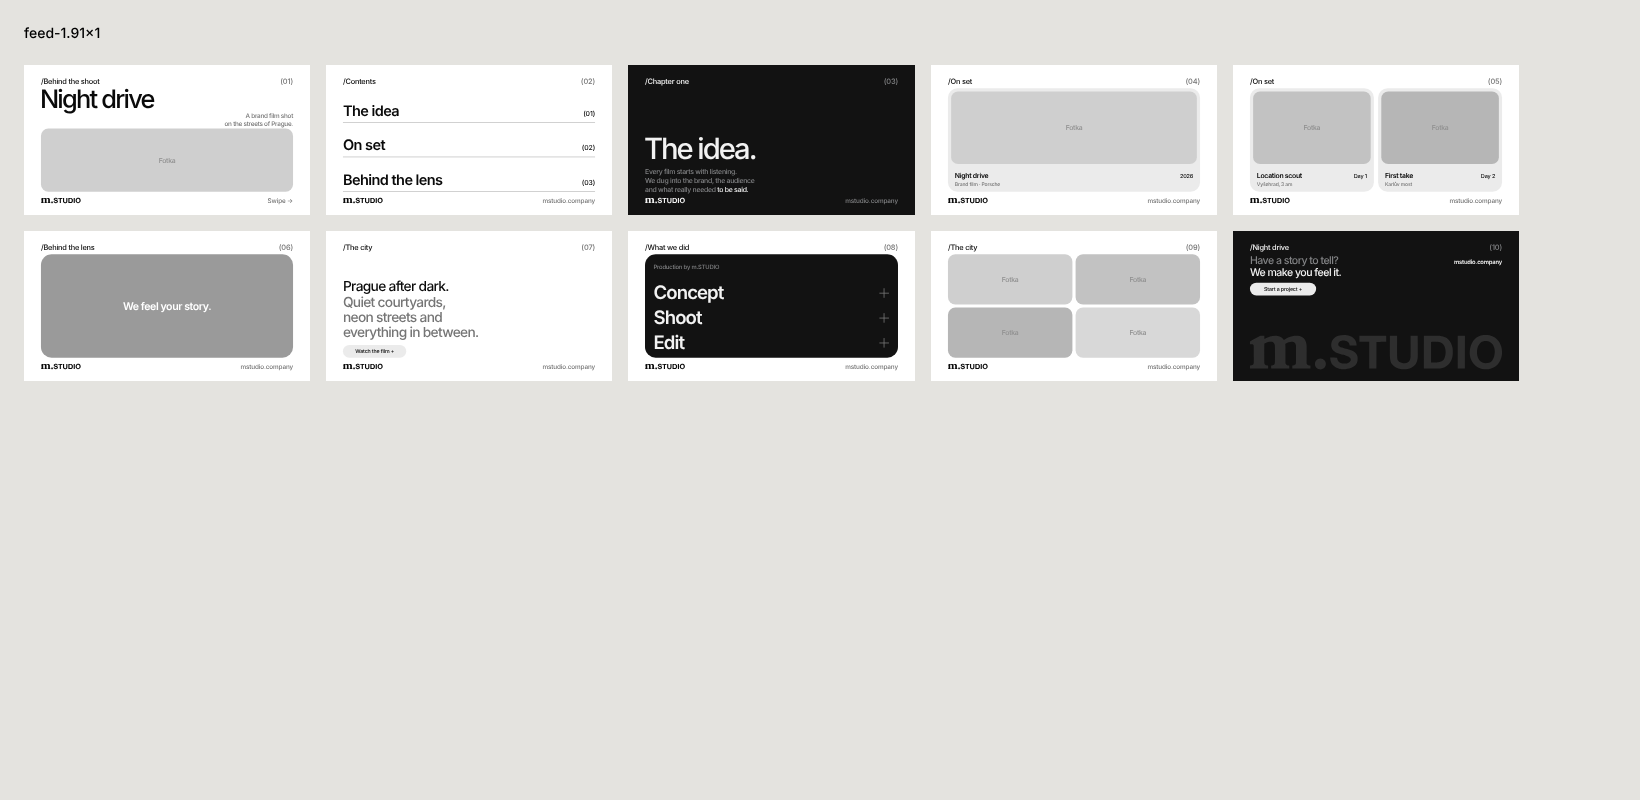 feed-1.91×1
/Behind the shoot (01)
Night drive
A brand film shot
on the streets of Prague.
Fotka
m.STUDIO Swipe →
/Contents (02)
The idea (01)
On set (02)
Behind the lens (03)
m.STUDIO mstudio.company
/Chapter one (03)
The idea.
Every film starts with listening.
We dug into the brand, the audience
and what really needed to be said.
m.STUDIO mstudio.company
/On set (04)
Fotka
Night drive 2026
Brand film · Porsche
m.STUDIO mstudio.company
/On set (05)
Fotka Fotka
Location scout Day 1 First take Day 2
Vyšehrad, 3 am Karlův most
m.STUDIO mstudio.company
/Behind the lens (06)
We feel your story.
m.STUDIO mstudio.company
/The city (07)
Prague after dark.
Quiet courtyards,
neon streets and
everything in between.
Watch the film +
m.STUDIO mstudio.company
/What we did (08)
Production by m.STUDIO
Concept +
Shoot +
Edit +
m.STUDIO mstudio.company
/The city (09)
Fotka Fotka
Fotka Fotka
m.STUDIO mstudio.company
/Night drive (10)
Have a story to tell? mstudio.company
We make you feel it.
Start a project +
m.STUDIO